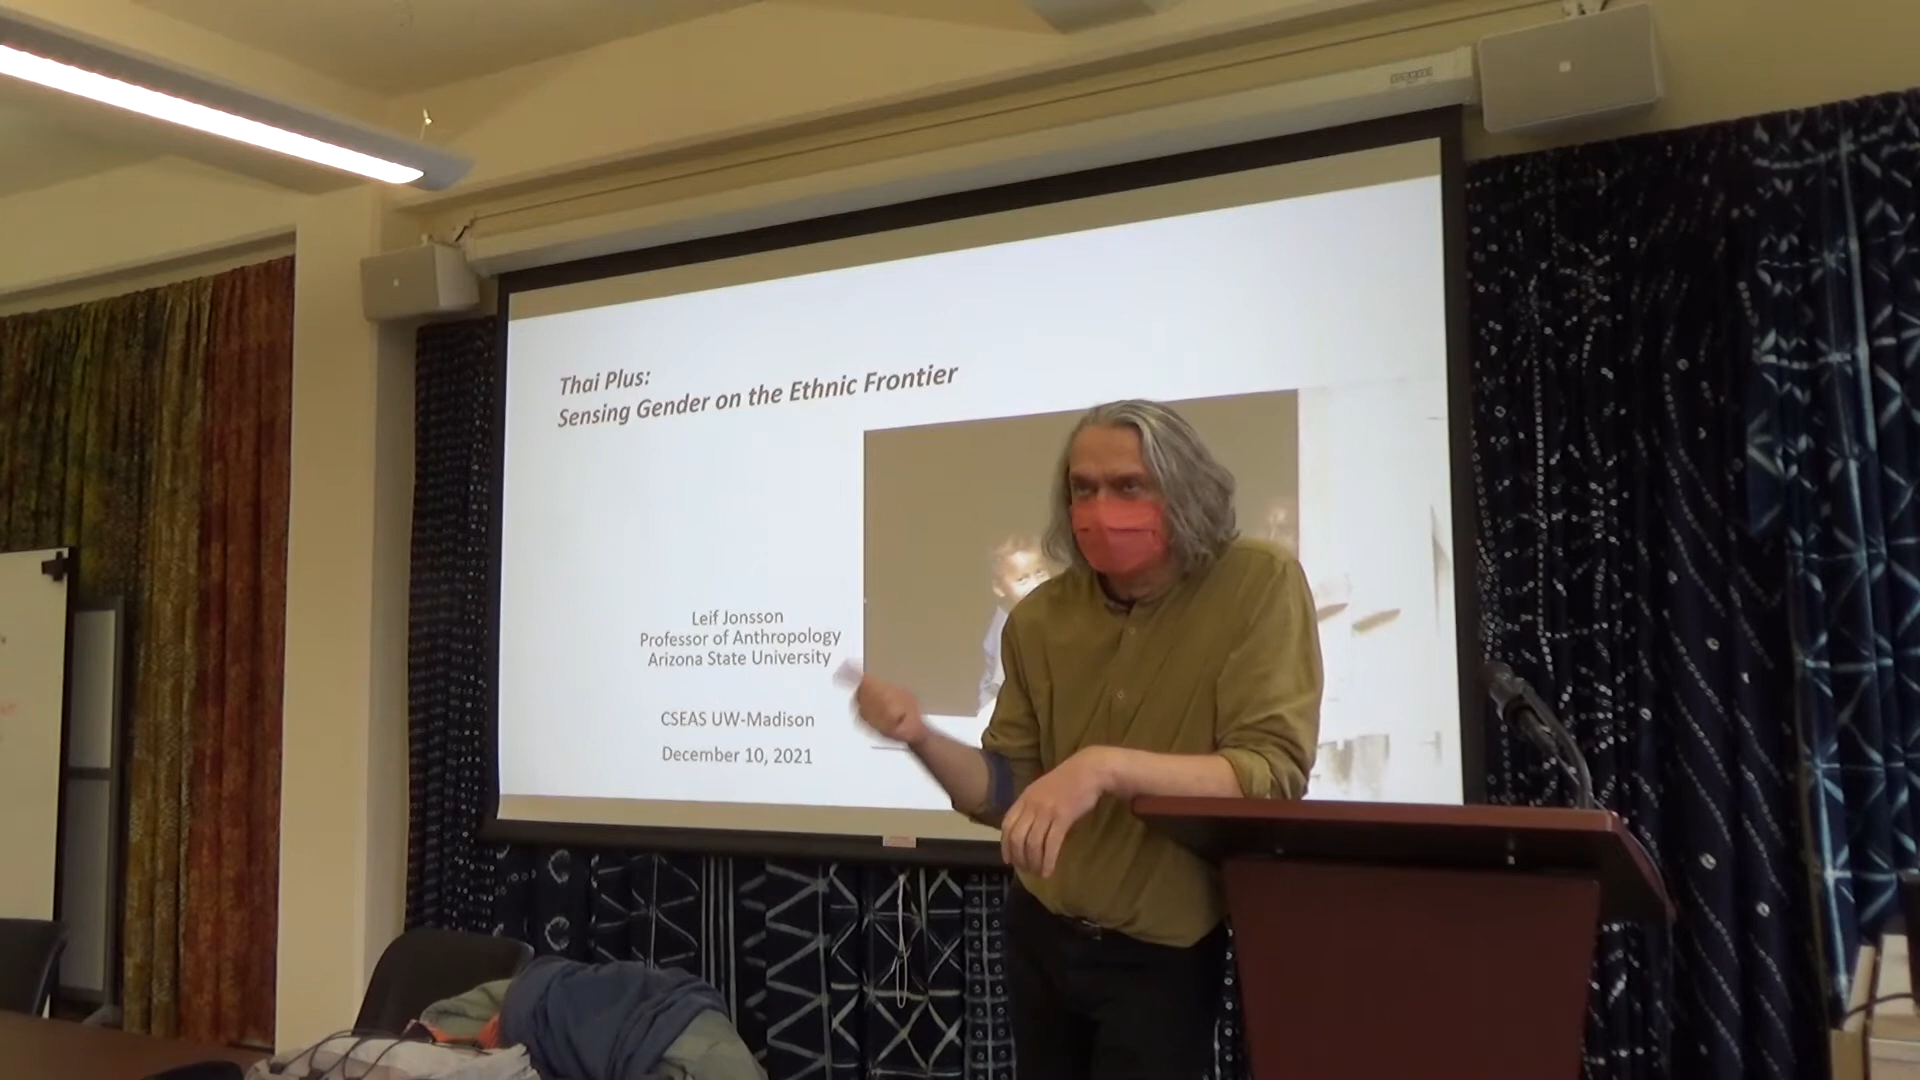 Thai Plus:
Sensing Gender on the Ethnic Frontier
Leif Jonsson
Professor of Anthropology
Arizona State University
CSEAS UW-Madison
December 10, 2021